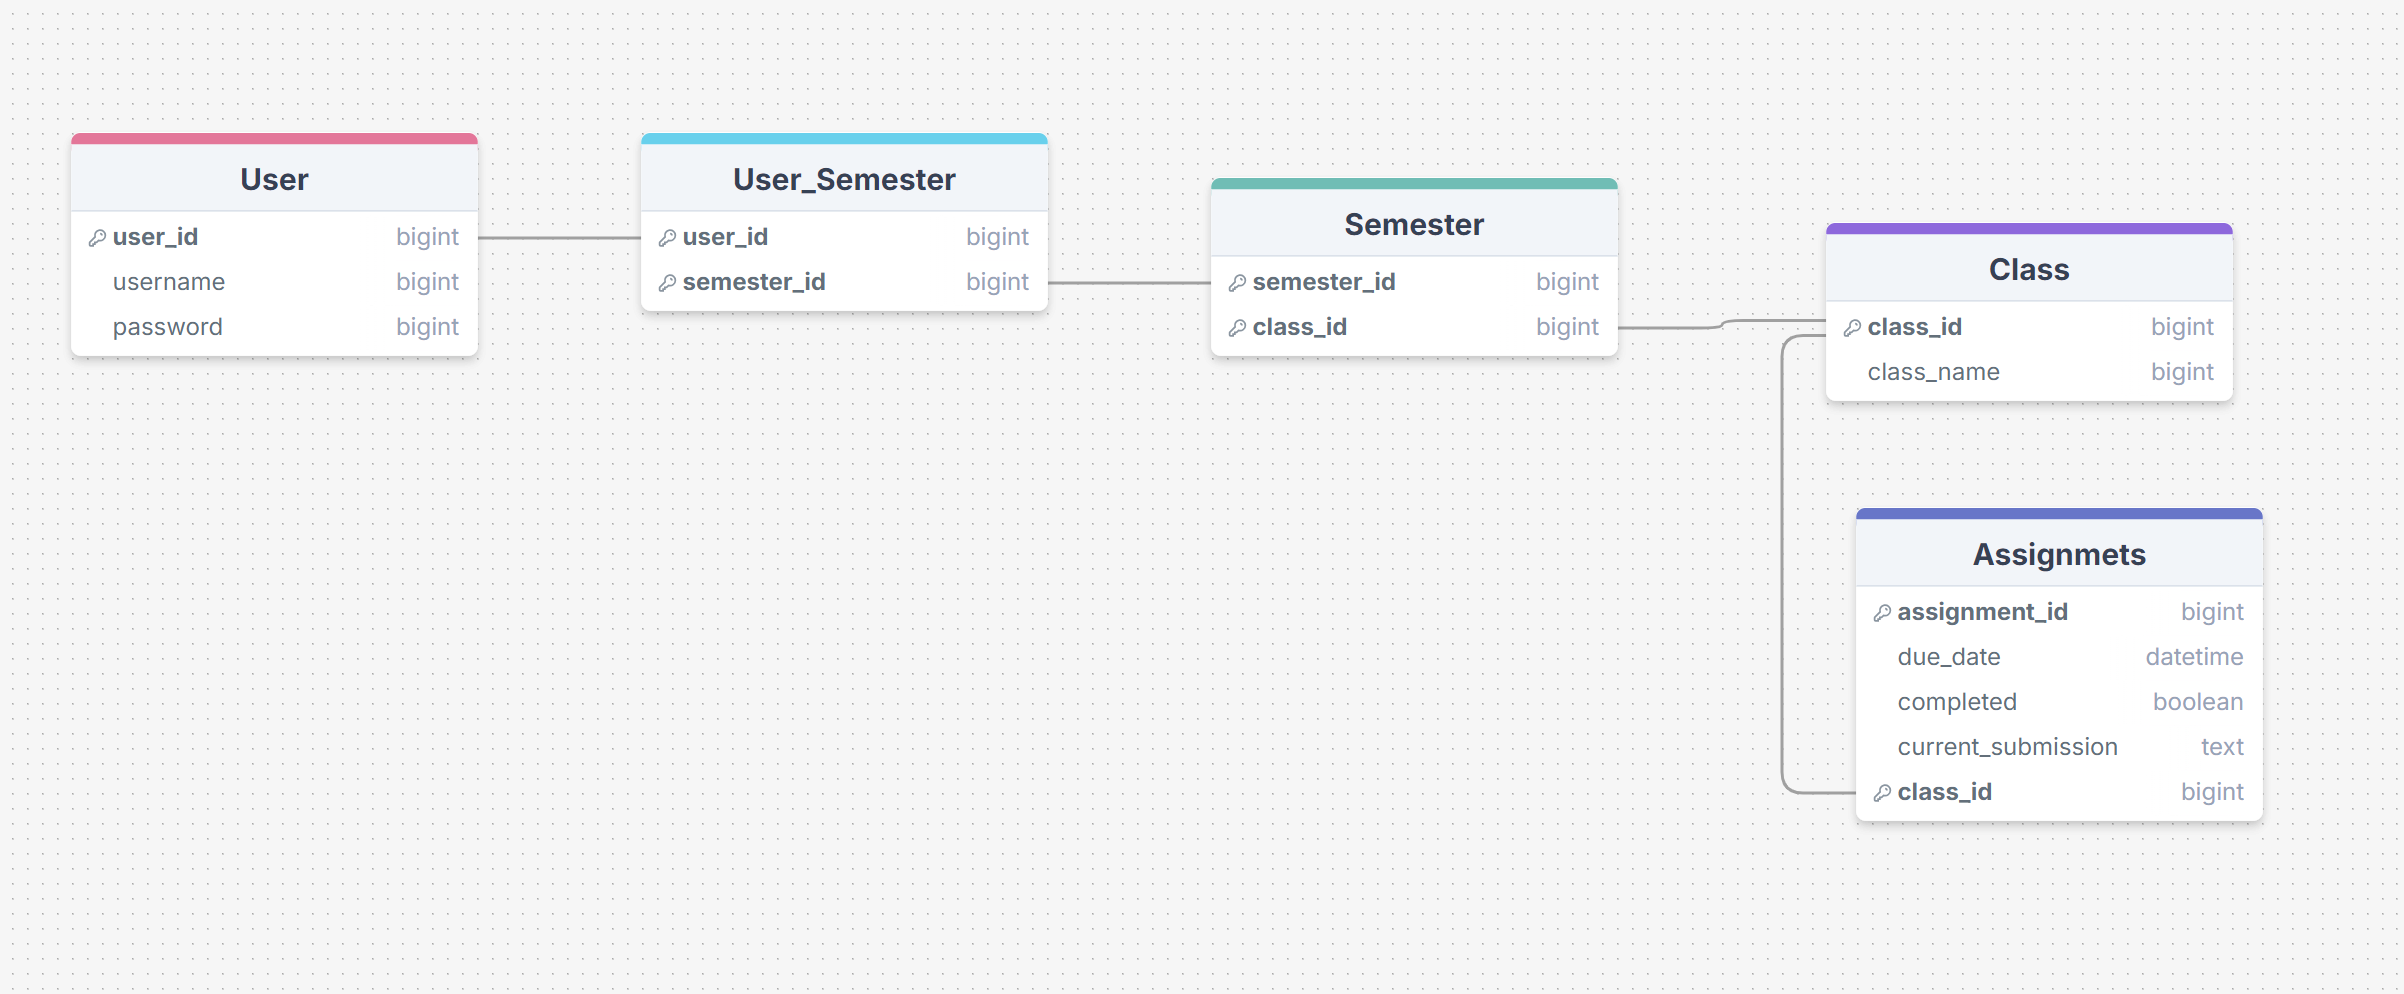 User
user_id bigint
username bigint
password bigint
User_Semester
user_id bigint
semester_id bigint
Semester
semester_id bigint
class_id bigint
Class
class_id bigint
class_name bigint
Assignmets
assignment_id bigint
due_date datetime
completed boolean
current_submission text
class_id bigint